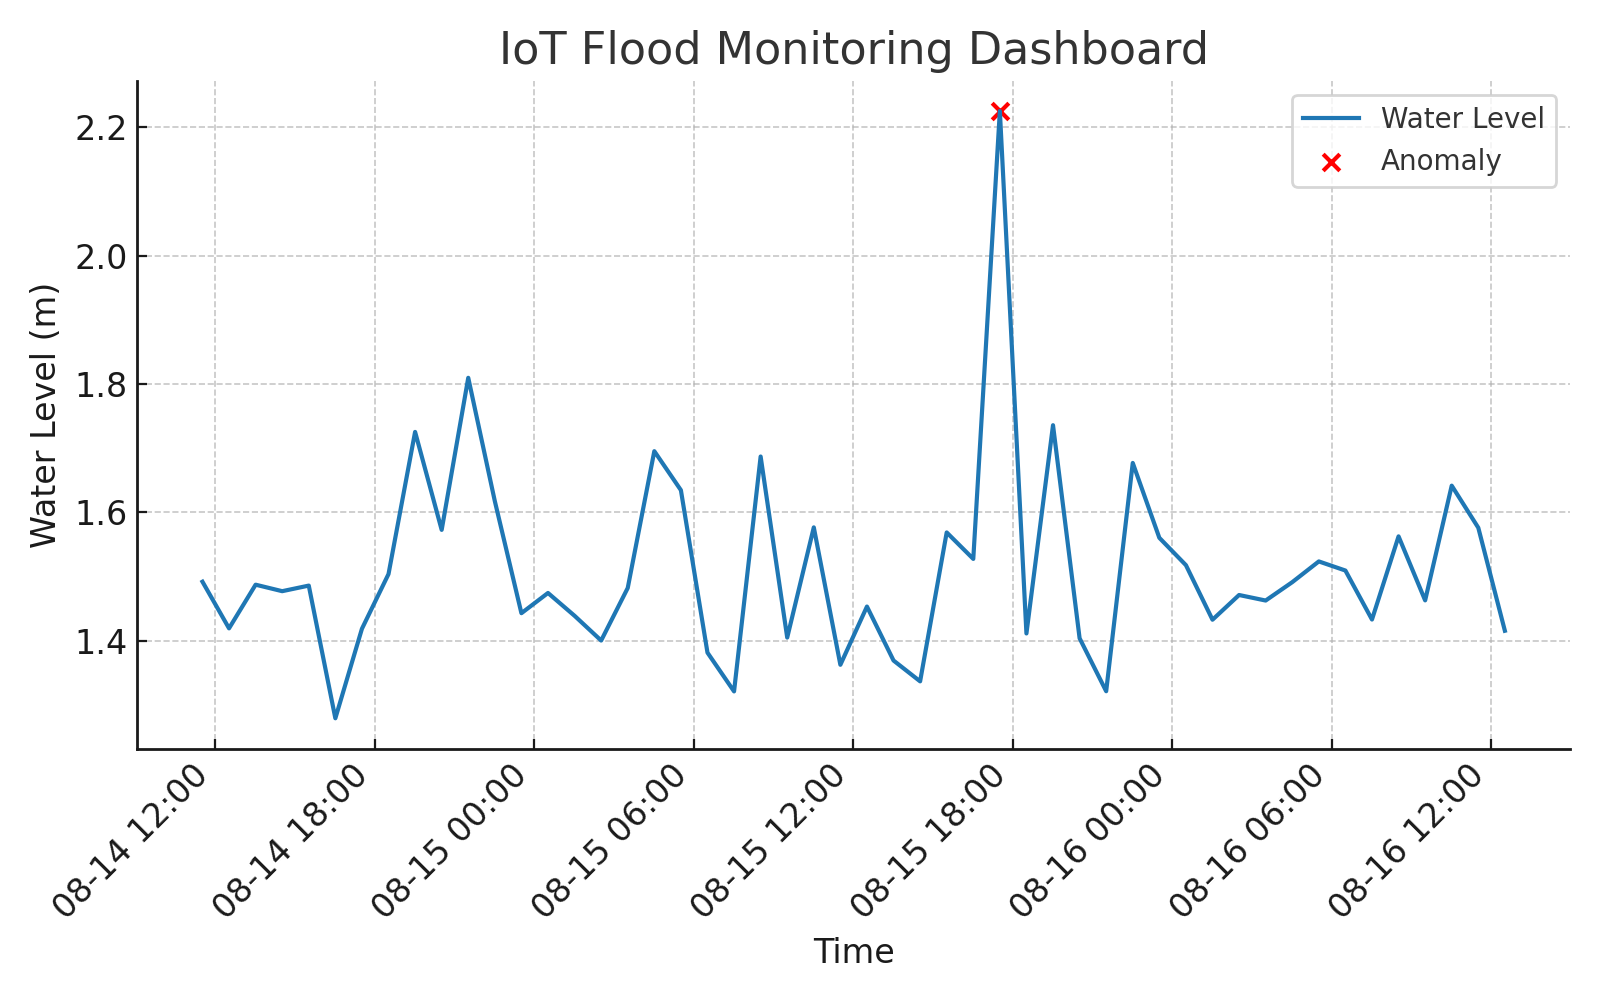 IoT Flood Monitoring Dashboard
Water Level
Anomaly
Water Level (m)
2.2
2.0
1.8
1.6
1.4
08-14 12:00
08-14 18:00
08-15 00:00
08-15 06:00
08-15 12:00
08-15 18:00
08-16 00:00
08-16 06:00
08-16 12:00
Time